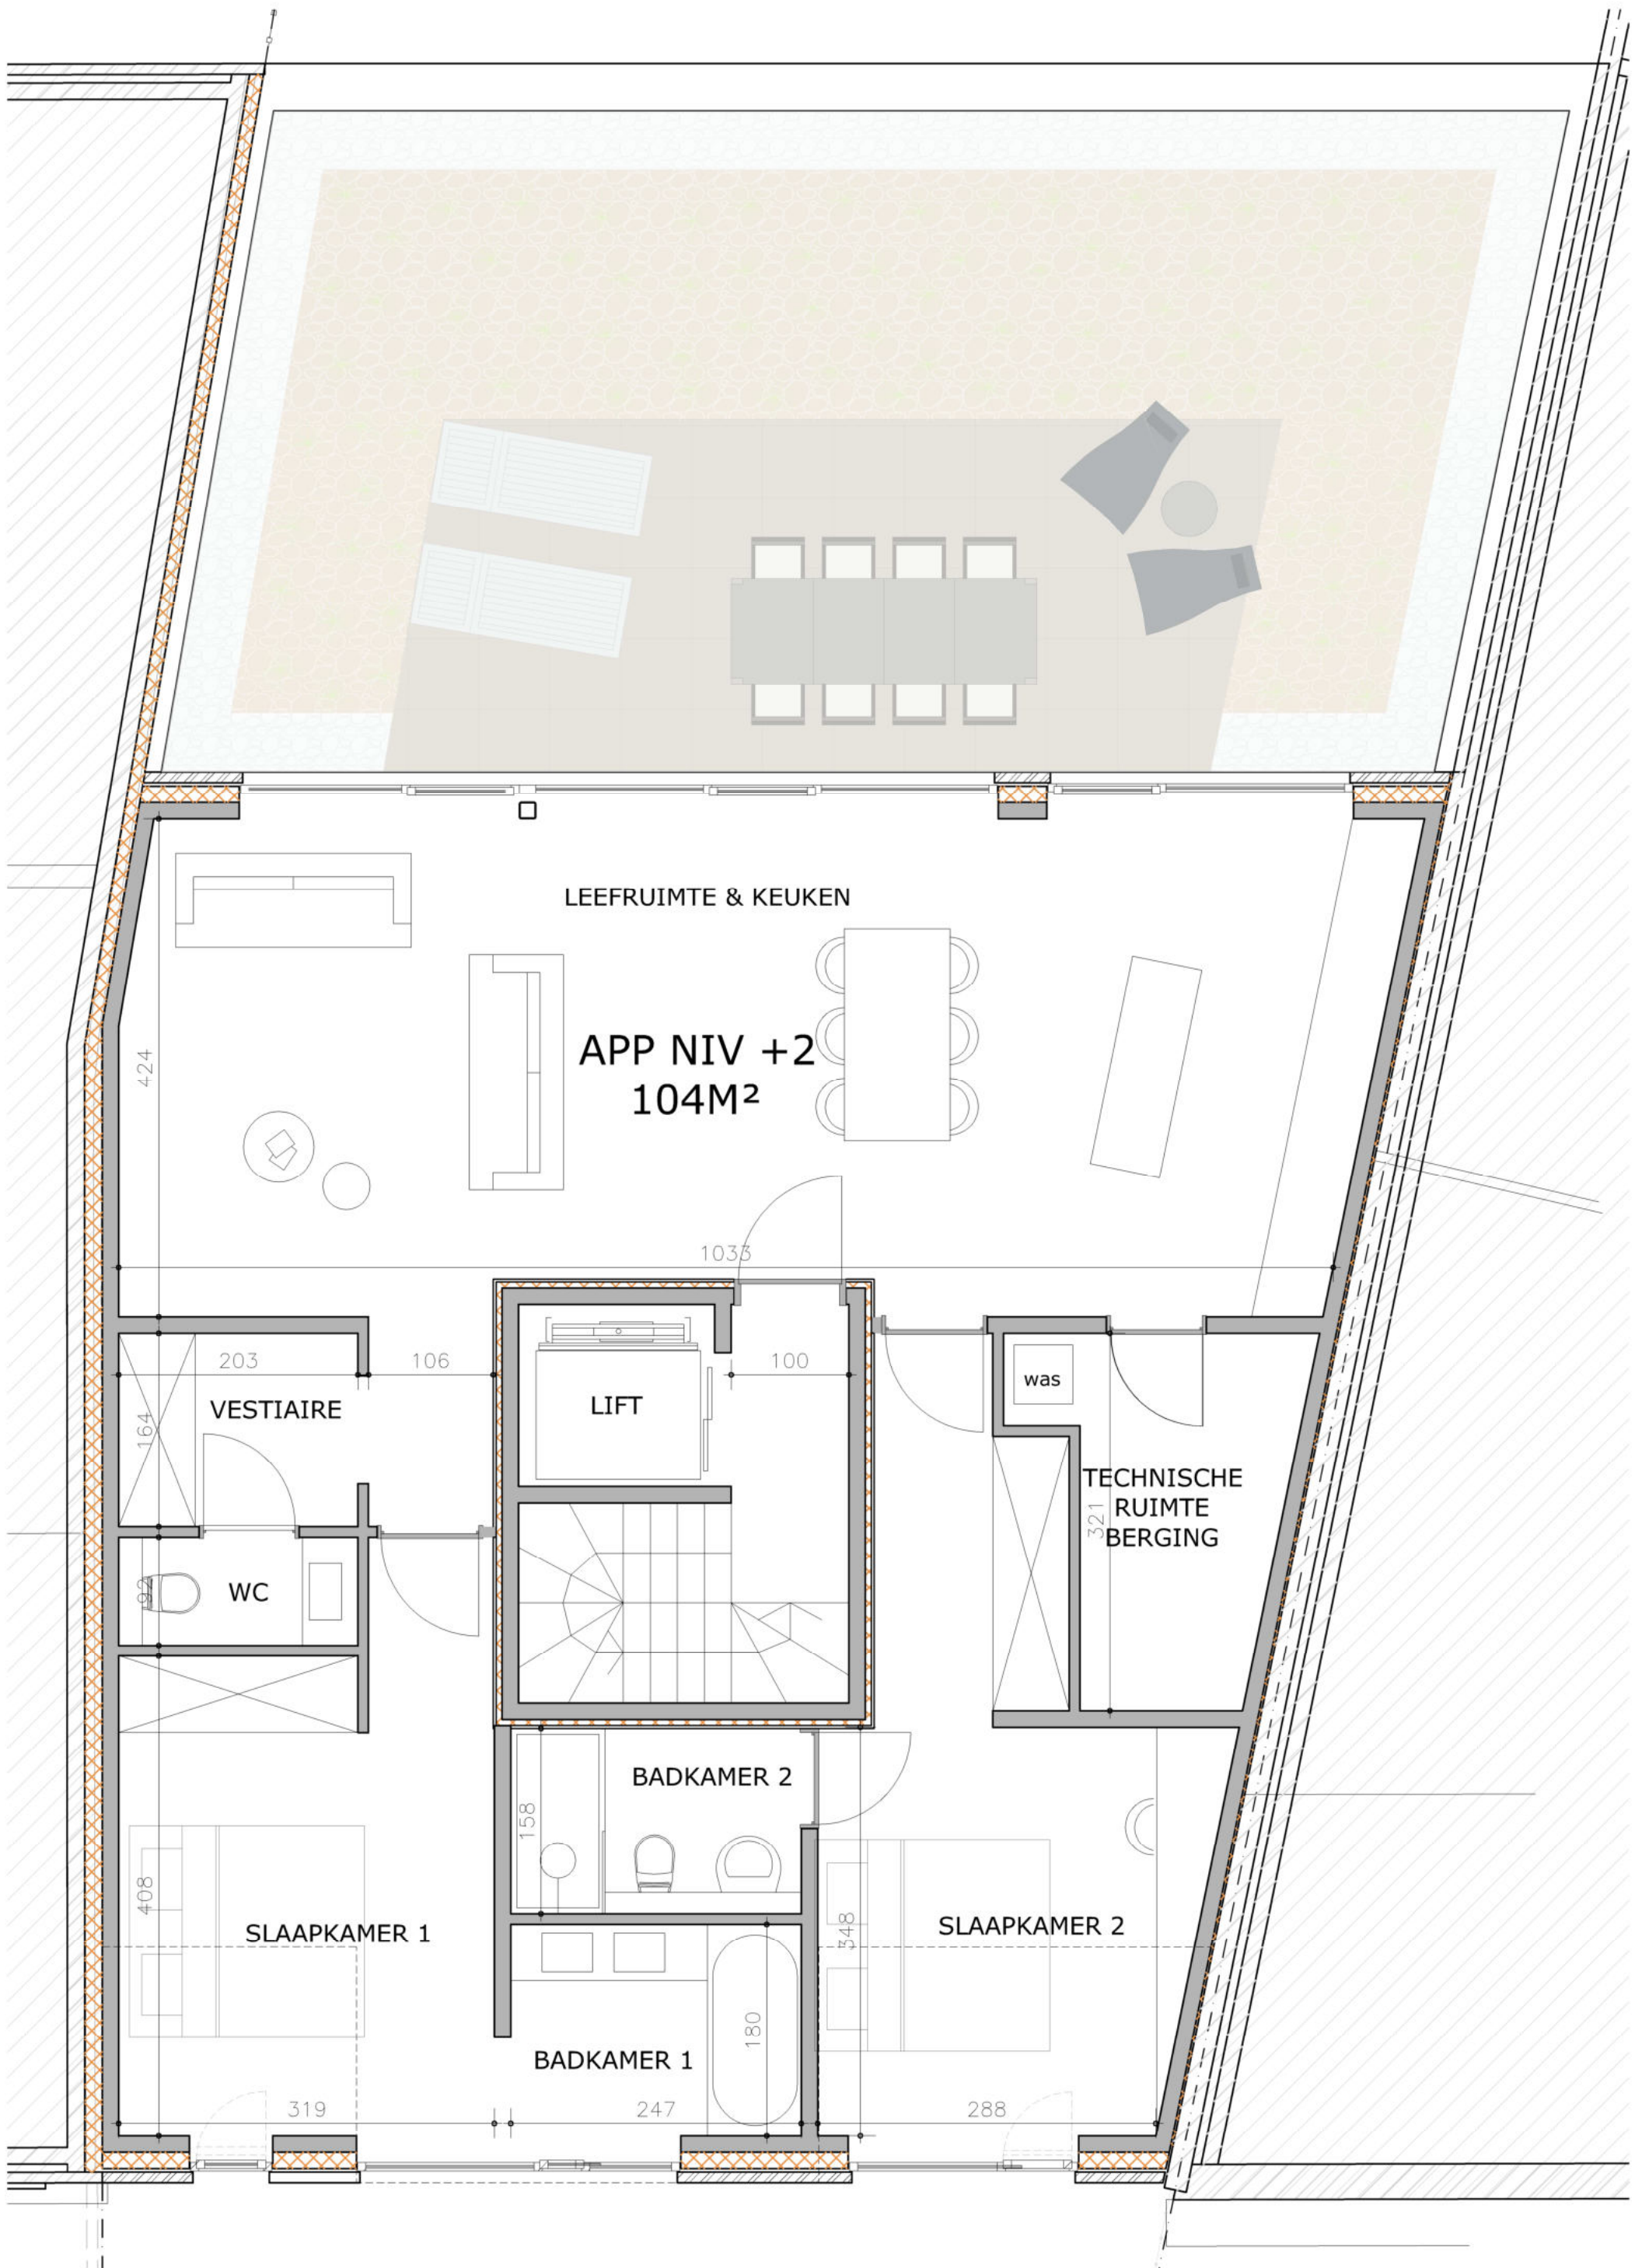 LEEFRUIMTE & KEUKEN
APP NIV +2
104M²
424
1033
203
106
100
VESTIAIRE
164
LIFT
was
TECHNISCHE
RUIMTE
BERGING
321
92
WC
BADKAMER 2
158
408
SLAAPKAMER 1
SLAAPKAMER 2
348
180
BADKAMER 1
319
247
288